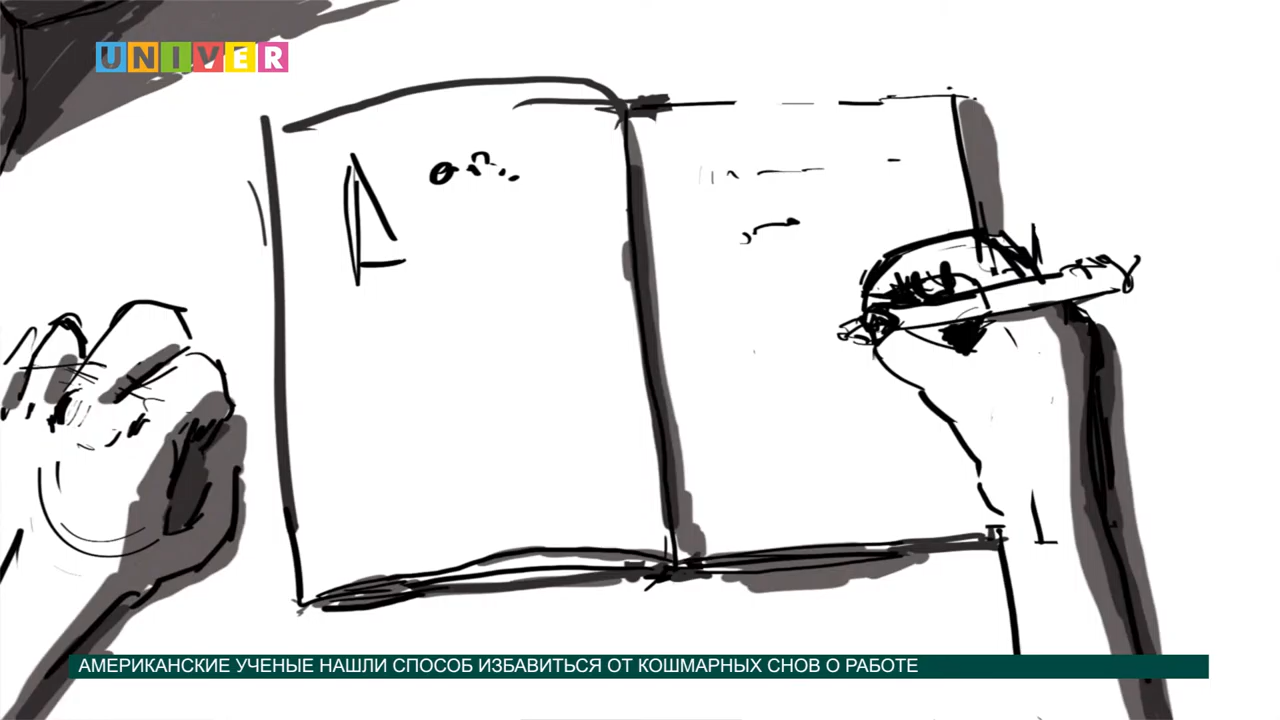 UNIVER
АМЕРИКАНСКИЕ УЧЕНЫЕ НАШЛИ СПОСОБ ИЗБАВИТЬСЯ ОТ КОШМАРНЫХ СНОВ О РАБОТЕ